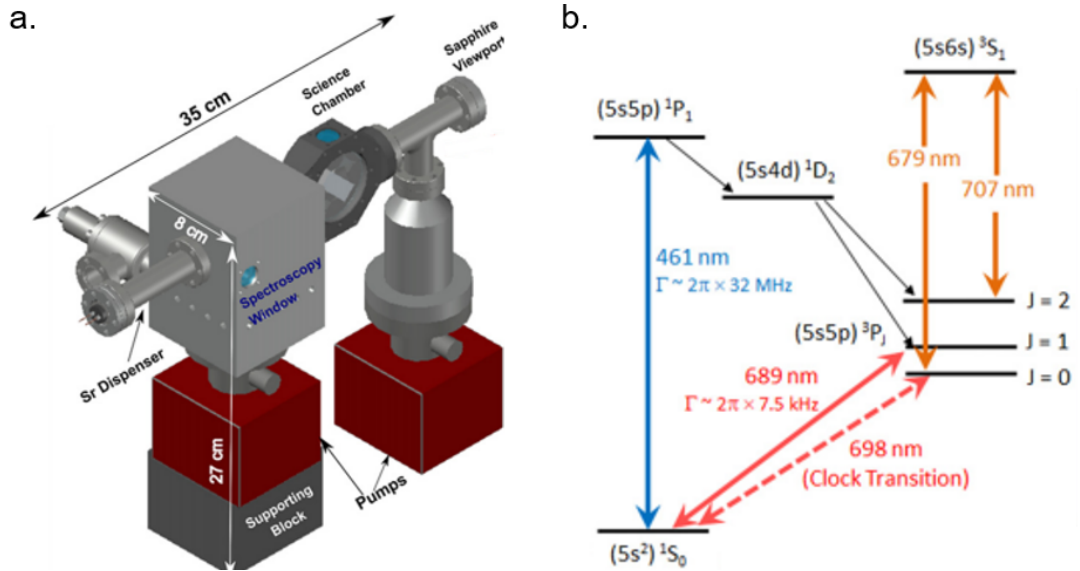 a.
35 cm
Science
Chamber
Sapphire
Viewport
8 cm
Spectroscopy
Window
Sr Dispenser
27 cm
Pumps
Supporting
Block
b.
(5s6s) ³S₁
(5s5p) ¹P₁
(5s4d) ¹D₂
679 nm
707 nm
461 nm
Γ ~ 2π × 32 MHz
J = 2
(5s5p) ³P_J
J = 1
J = 0
689 nm
Γ ~ 2π × 7.5 kHz
698 nm
(Clock Transition)
(5s²) ¹S₀